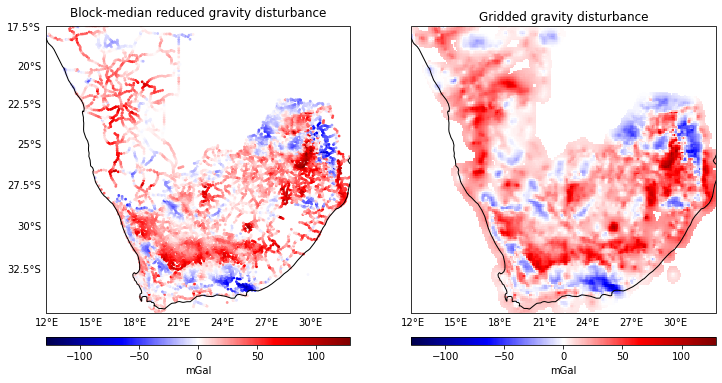 Block-median reduced gravity disturbance
Gridded gravity disturbance
17.5°S
20°S
22.5°S
25°S
27.5°S
30°S
32.5°S
12°E 15°E 18°E 21°E 24°E 27°E 30°E
12°E 15°E 18°E 21°E 24°E 27°E 30°E
−100 −50 0 50 100
−100 −50 0 50 100
mGal
mGal